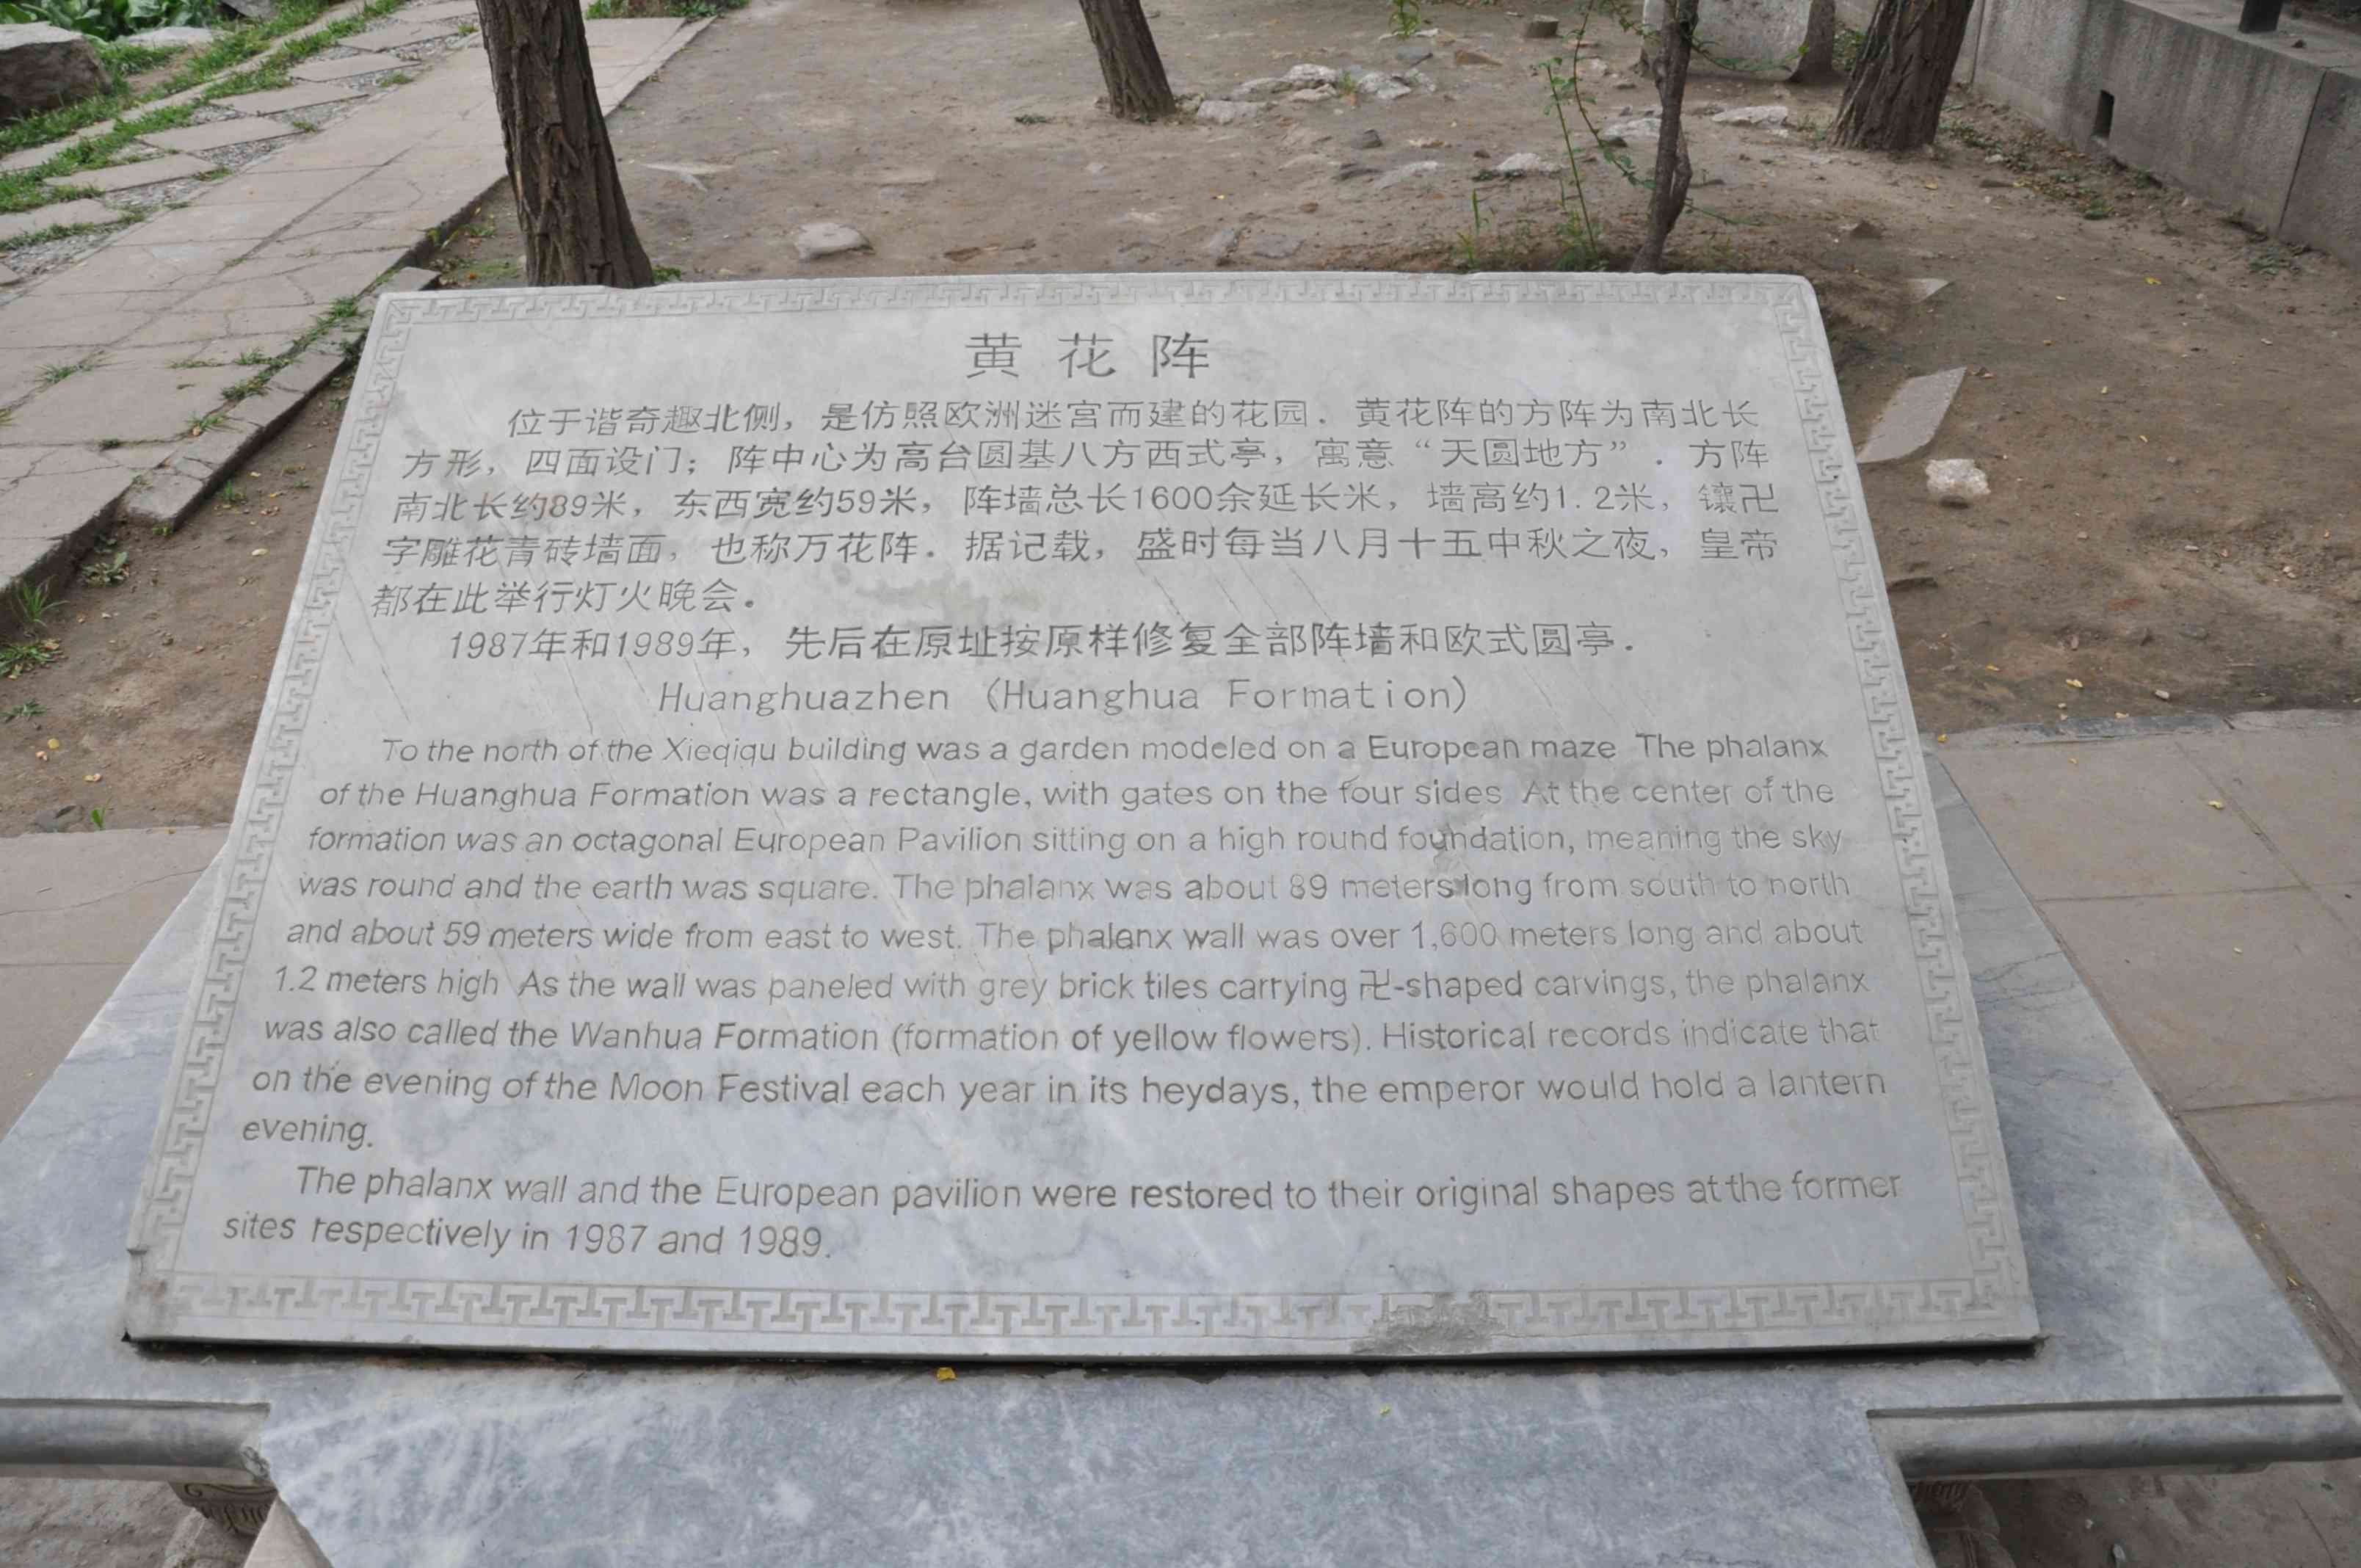 黄花阵
位于谐奇趣北侧，是仿照欧洲迷宫而建的花园．黄花阵的方阵为南北长
方形，四面设门；阵中心为高台圆基八方西式亭，寓意“天圆地方”．方阵
南北长约89米，东西宽约59米，阵墙总长1600余延长米，墙高约1.2米，镶卍
字雕花青砖墙面，也称万花阵．据记载，盛时每当八月十五中秋之夜，皇帝
都在此举行灯火晚会。
1987年和1989年，先后在原址按原样修复全部阵墙和欧式圆亭．
Huanghuazhen (Huanghua Formation)
To the north of the Xieqiqu building was a garden modeled on a European maze The phalanx
of the Huanghua Formation was a rectangle, with gates on the four sides At the center of the
formation was an octagonal European Pavilion sitting on a high round foundation, meaning the sky
was round and the earth was square. The phalanx was about 89 meters long from south to north
and about 59 meters wide from east to west. The phalanx wall was over 1,600 meters long and about
1.2 meters high As the wall was paneled with grey brick tiles carrying 卍-shaped carvings, the phalanx
was also called the Wanhua Formation (formation of yellow flowers). Historical records indicate that
on the evening of the Moon Festival each year in its heydays, the emperor would hold a lantern
evening.
The phalanx wall and the European pavilion were restored to their original shapes at the former
sites respectively in 1987 and 1989.